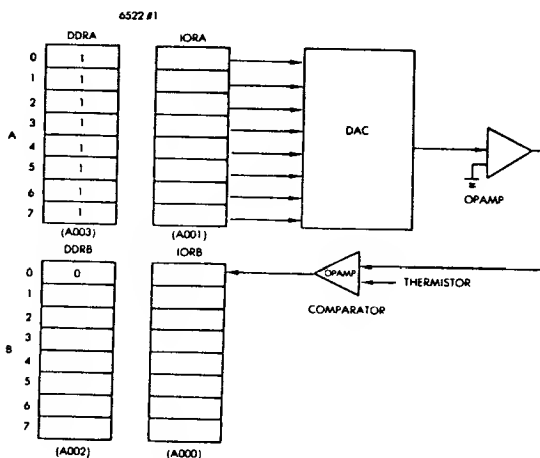 6522 #1
DDRA IORA
0 1
1 1
2 1
3 1
A
4 1
5 1
6 1
7 1
(A003) (A001)
DAC
OPAMP
DDRB IORB
0 0
1
2
3
B
4
5
6
7
(A002) (A000)
OPAMP
THERMISTOR
COMPARATOR